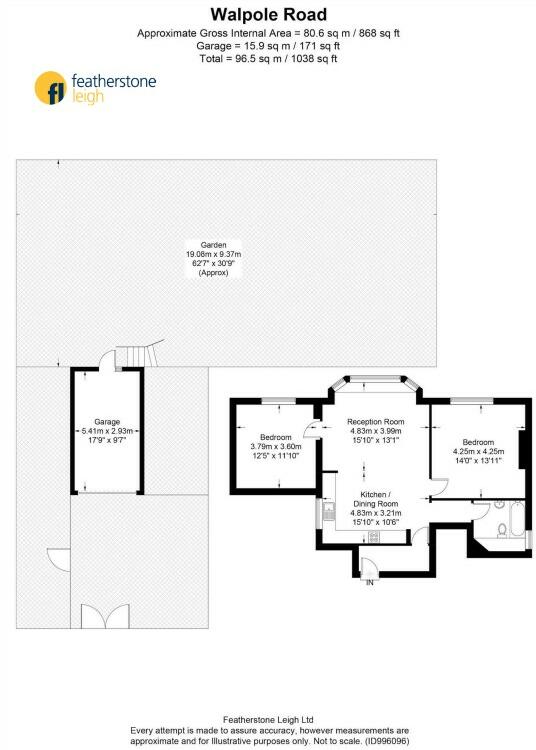 Walpole Road
Approximate Gross Internal Area = 80.6 sq m / 868 sq ft
Garage = 15.9 sq m / 171 sq ft
Total = 96.5 sq m / 1038 sq ft
fl
featherstone
leigh
Garden
19.08m x 9.37m
62'7" x 30'9"
(Approx)
Garage
5.41m x 2.93m
17'9" x 9'7"
Bedroom
3.79m x 3.60m
12'5" x 11'10"
Reception Room
4.83m x 3.99m
15'10" x 13'1"
Bedroom
4.25m x 4.25m
14'0" x 13'11"
Kitchen /
Dining Room
4.83m x 3.21m
15'10" x 10'6"
IN
Featherstone Leigh Ltd
Every attempt is made to assure accuracy, however measurements are
approximate and for Illustrative purposes only. Not to scale. (ID996096)